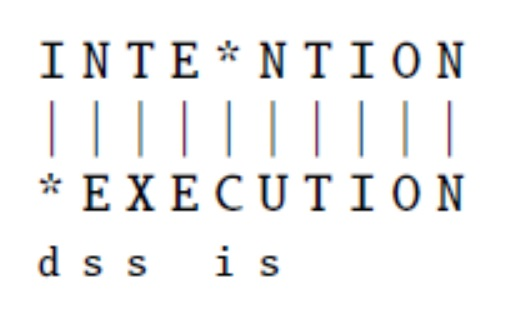 I N T E * N T I O N
| | | | | | | | | |
* E X E C U T I O N
d s s i s